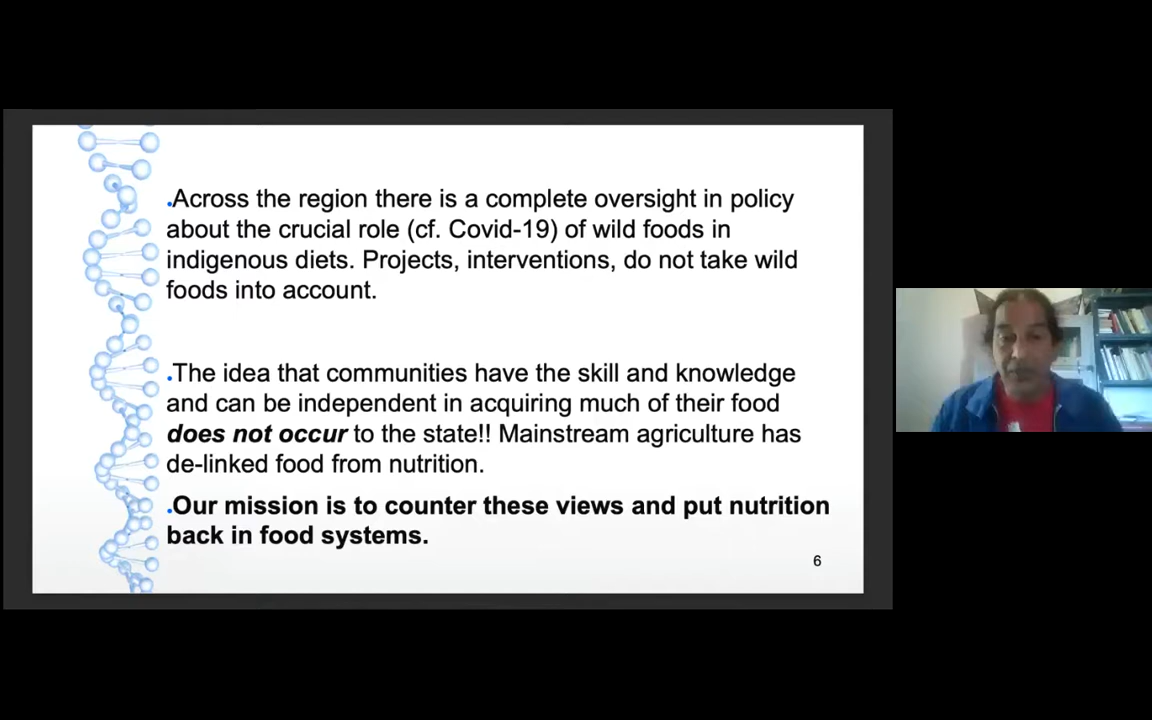 .Across the region there is a complete oversight in policy
about the crucial role (cf. Covid-19) of wild foods in
indigenous diets. Projects, interventions, do not take wild
foods into account.
.The idea that communities have the skill and knowledge
and can be independent in acquiring much of their food
does not occur to the state!! Mainstream agriculture has
de-linked food from nutrition.
.Our mission is to counter these views and put nutrition
back in food systems.
6